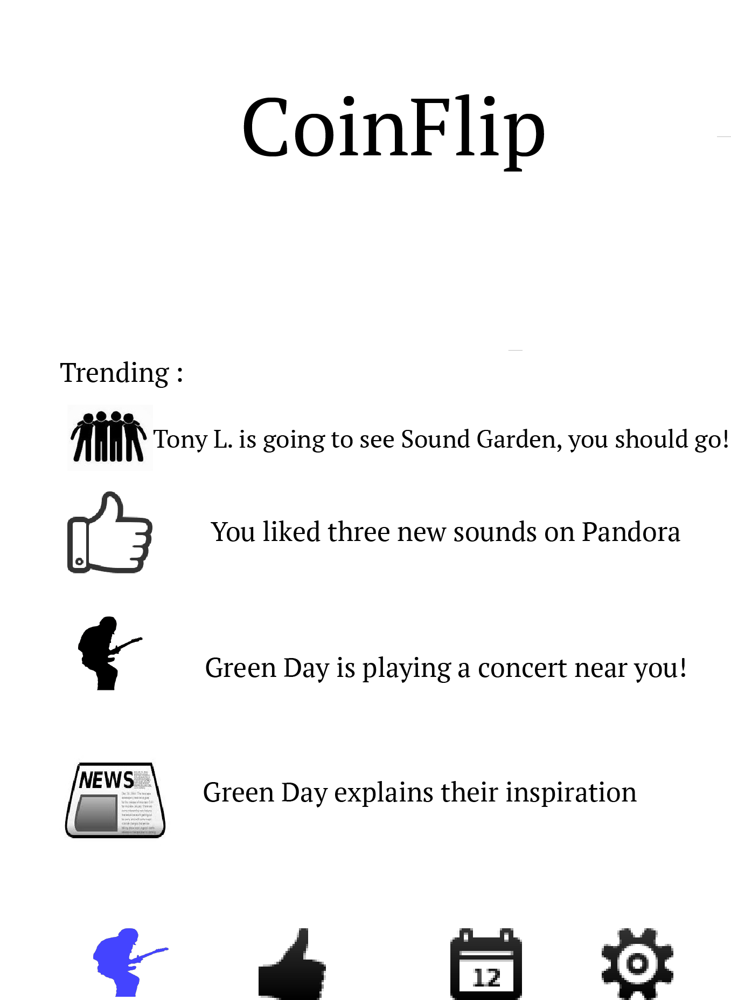 CoinFlip
Trending :
Tony L. is going to see Sound Garden, you should go!
You liked three new sounds on Pandora
Green Day is playing a concert near you!
NEWS
Green Day explains their inspiration
12